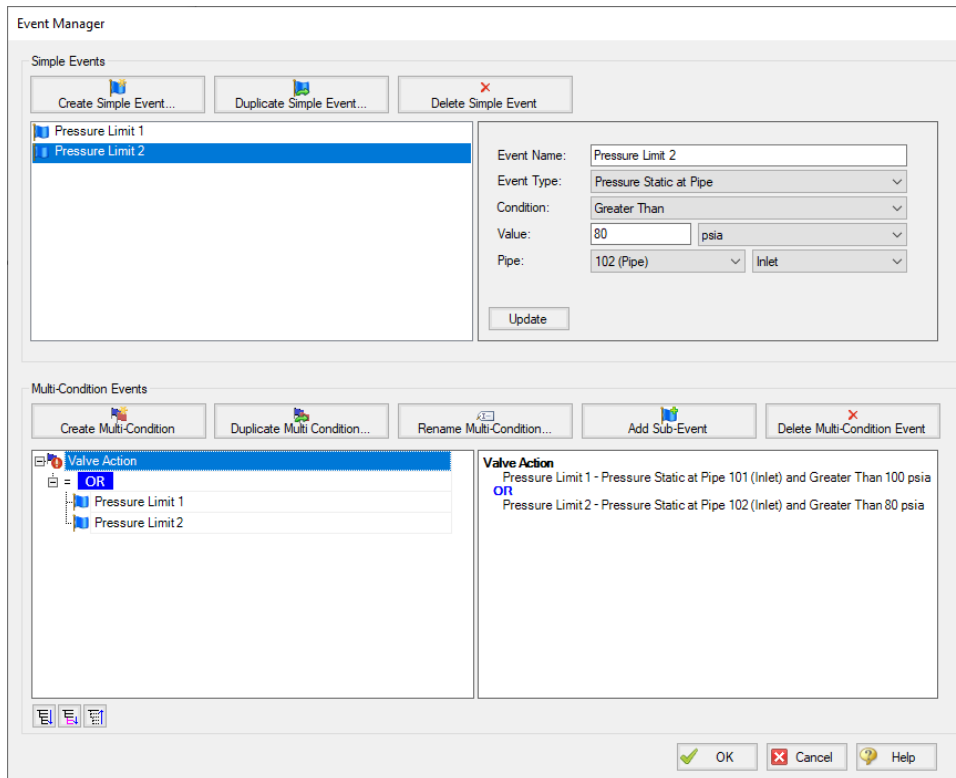 Event Manager
Simple Events
Create Simple Event...
Duplicate Simple Event...
Delete Simple Event
Pressure Limit 1
Pressure Limit 2
Event Name:
Pressure Limit 2
Event Type:
Pressure Static at Pipe
Condition:
Greater Than
Value:
80
psia
Pipe:
102 (Pipe)
Inlet
Update
Multi-Condition Events
Create Multi-Condition
Duplicate Multi Condition...
Rename Multi-Condition...
Add Sub-Event
Delete Multi-Condition Event
Valve Action
= OR
Pressure Limit 1
Pressure Limit 2
Valve Action
Pressure Limit 1 - Pressure Static at Pipe 101 (Inlet) and Greater Than 100 psia
OR
Pressure Limit 2 - Pressure Static at Pipe 102 (Inlet) and Greater Than 80 psia
OK
Cancel
Help